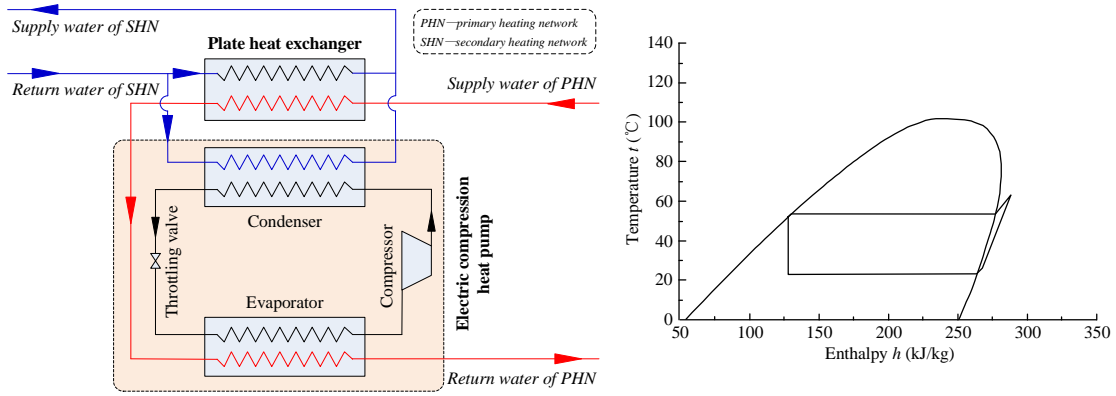 Supply water of SHN
PHN—primary heating network
SHN—secondary heating network
Plate heat exchanger
Return water of SHN
Supply water of PHN
Condenser
Throttling valve
Compressor
Electric compression
heat pump
Evaporator
Return water of PHN
Temperature t (℃)
140
120
100
80
60
40
20
0
50
100
150
200
250
300
350
Enthalpy h (kJ/kg)